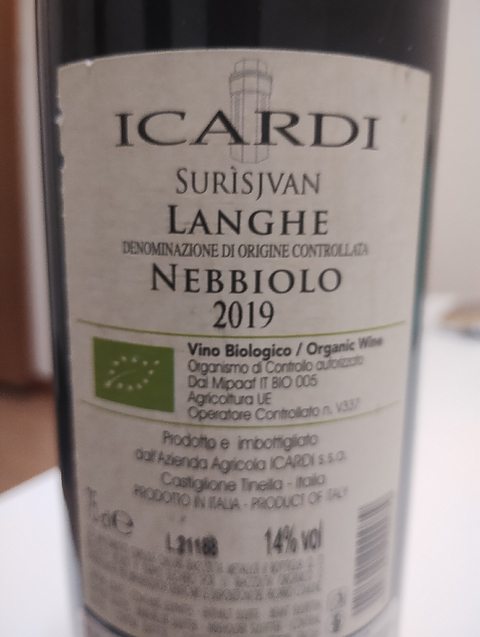 ICARDI
SURÌSJVAN
LANGHE
DENOMINAZIONE DI ORIGINE CONTROLLATA
NEBBIOLO
2019
Vino Biologico / Organic Wine
Organismo di Controllo autorizzato
Dal Mipaaf IT BIO 005
Agricoltura UE
Operatore Controllato n. V337
Prodotto e imbottigliato
dall'Azienda Agricola ICARDI s.s.a.
Castiglione Tinella - Italia
PRODOTTO IN ITALIA - PRODUCT OF ITALY
75 cl e
L.21188 14% vol